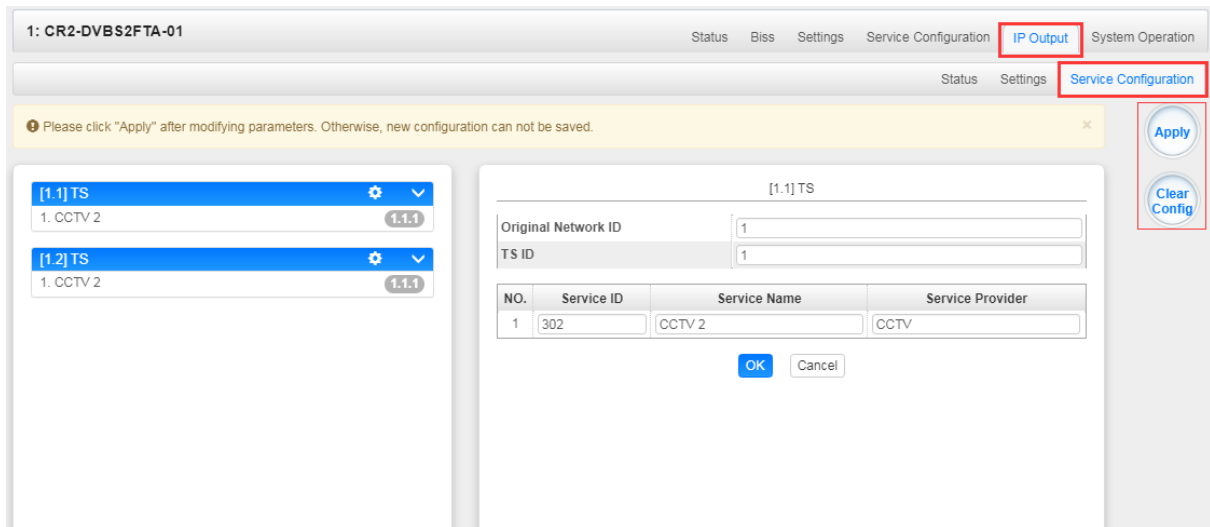 1: CR2-DVBS2FTA-01
Status Biss Settings Service Configuration IP Output System Operation
Status Settings Service Configuration
Please click "Apply" after modifying parameters. Otherwise, new configuration can not be saved. ×
Apply
Clear
Config
[1.1] TS
1. CCTV 2 1.1.1
[1.2] TS
1. CCTV 2 1.1.1
[1.1] TS
Original Network ID 1
TS ID 1
NO. Service ID Service Name Service Provider
1 302 CCTV 2 CCTV
OK Cancel